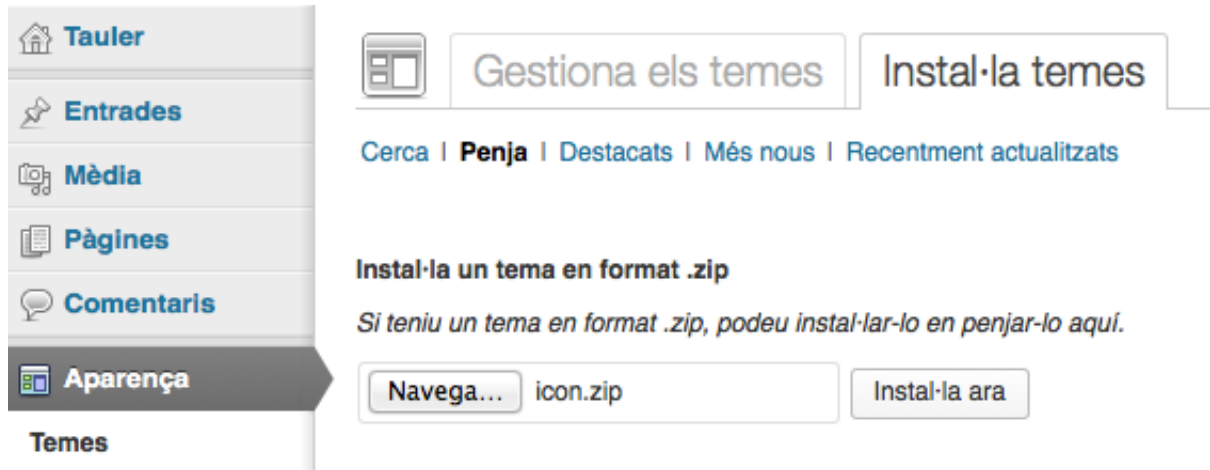 Tauler
Entrades
Mèdia
Pàgines
Comentaris
Aparença
Temes
Gestiona els temes
Instal·la temes
Cerca | Penja | Destacats | Més nous | Recentment actualitzats
Instal·la un tema en format .zip
Si teniu un tema en format .zip, podeu instal·lar-lo en penjar-lo aquí.
Navega... icon.zip
Instal·la ara